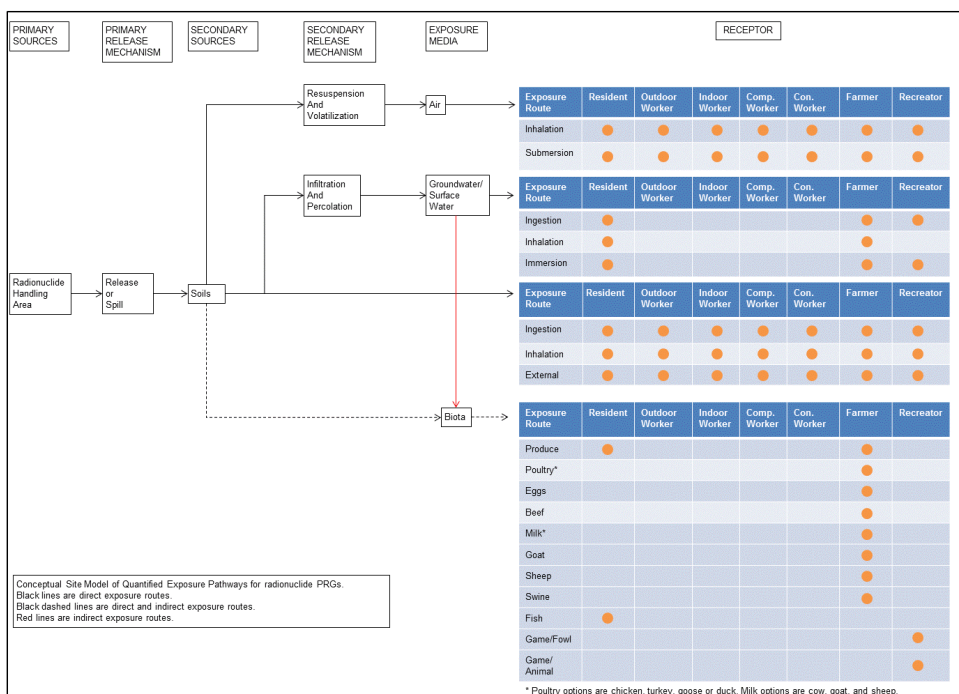 PRIMARY
SOURCES
PRIMARY
RELEASE
MECHANISM
SECONDARY
SOURCES
SECONDARY
RELEASE
MECHANISM
EXPOSURE
MEDIA
RECEPTOR
Resuspension
And
Volatilization
Air
Exposure
Route
Resident
Outdoor
Worker
Indoor
Worker
Comp.
Worker
Con.
Worker
Farmer
Recreator
Inhalation
Submersion
Infiltration
And
Percolation
Groundwater/
Surface
Water
Exposure
Route
Resident
Outdoor
Worker
Indoor
Worker
Comp.
Worker
Con.
Worker
Farmer
Recreator
Ingestion
Inhalation
Immersion
Radionuclide
Handling
Area
Release
or
Spill
Soils
Exposure
Route
Resident
Outdoor
Worker
Indoor
Worker
Comp.
Worker
Con.
Worker
Farmer
Recreator
Ingestion
Inhalation
External
Biota
Exposure
Route
Resident
Outdoor
Worker
Indoor
Worker
Comp.
Worker
Con.
Worker
Farmer
Recreator
Produce
Poultry*
Eggs
Beef
Milk*
Goat
Sheep
Swine
Fish
Game/Fowl
Game/
Animal
Conceptual Site Model of Quantified Exposure Pathways for radionuclide PRGs.
Black lines are direct exposure routes.
Black dashed lines are direct and indirect exposure routes.
Red lines are indirect exposure routes.
* Poultry options are chicken, turkey, goose or duck. Milk options are cow, goat, and sheep.